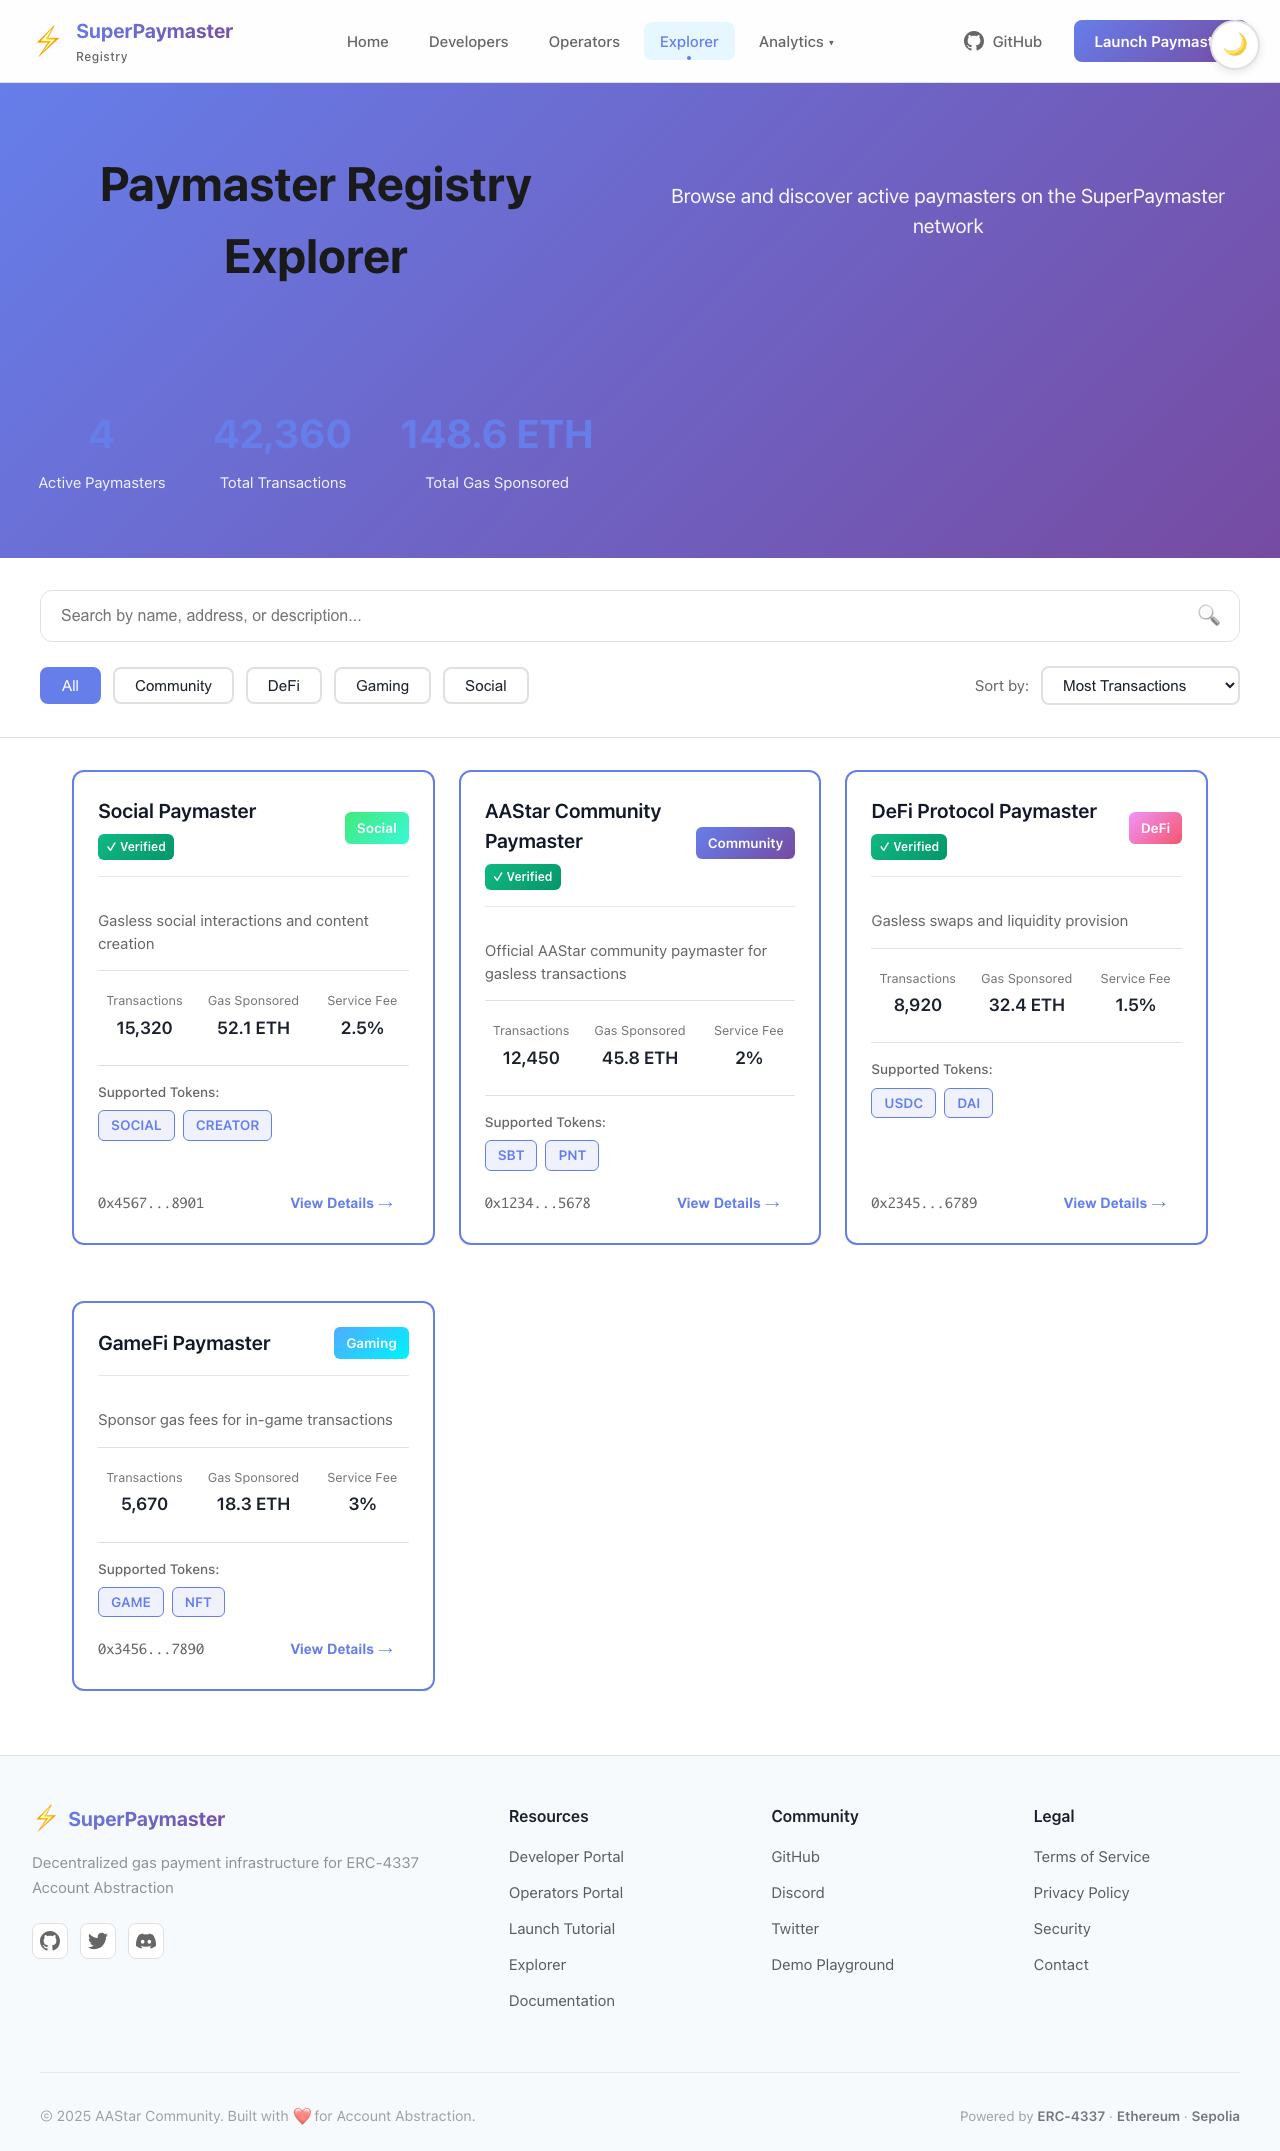 SuperPaymaster
Registry
Home
Developers
Operators
Explorer
Analytics ▾
GitHub
Launch
Paymaster Registry
Explorer
Browse and discover active paymasters on the SuperPaymaster
network
4
Active Paymasters
42,360
Total Transactions
148.6 ETH
Total Gas Sponsored
Search by name, address, or description...
All
Community
DeFi
Gaming
Social
Sort by:
Most Transactions
Social Paymaster
✓ Verified
Social
Gasless social interactions and content
creation
Transactions
Gas Sponsored
Service Fee
15,320
52.1 ETH
2.5%
Supported Tokens:
SOCIAL
CREATOR
0x4567...8901
View Details →
AAStar Community
Paymaster
✓ Verified
Community
Official AAStar community paymaster for
gasless transactions
Transactions
Gas Sponsored
Service Fee
12,450
45.8 ETH
2%
Supported Tokens:
SBT
PNT
0x1234...5678
View Details →
DeFi Protocol Paymaster
✓ Verified
DeFi
Gasless swaps and liquidity provision
Transactions
Gas Sponsored
Service Fee
8,920
32.4 ETH
1.5%
Supported Tokens:
USDC
DAI
0x2345...6789
View Details →
GameFi Paymaster
Gaming
Sponsor gas fees for in-game transactions
Transactions
Gas Sponsored
Service Fee
5,670
18.3 ETH
3%
Supported Tokens:
GAME
NFT
0x3456...7890
View Details →
SuperPaymaster
Decentralized gas payment infrastructure for ERC-4337
Account Abstraction
Resources
Developer Portal
Operators Portal
Launch Tutorial
Explorer
Documentation
Community
GitHub
Discord
Twitter
Demo Playground
Legal
Terms of Service
Privacy Policy
Security
Contact
© 2025 AAStar Community. Built with ❤️ for Account Abstraction.
Powered by ERC-4337 · Ethereum · Sepolia